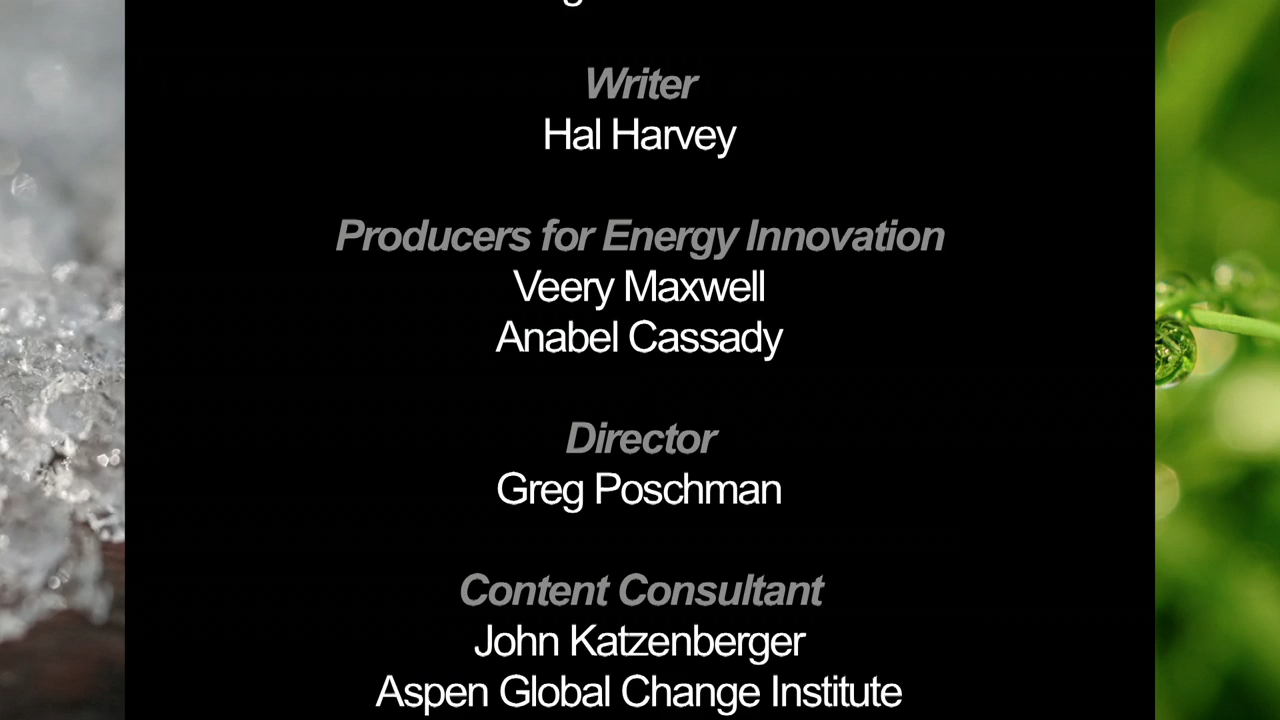 Writer
Hal Harvey
Producers for Energy Innovation
Veery Maxwell
Anabel Cassady
Director
Greg Poschman
Content Consultant
John Katzenberger
Aspen Global Change Institute